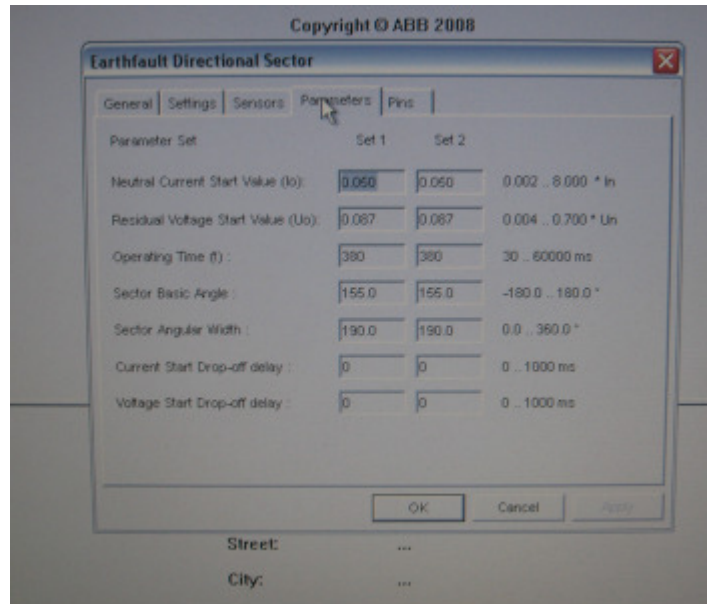 Copyright © ABB 2008
Earthfault Directional Sector
General Settings Sensors Parameters Pins
Parameter Set Set 1 Set 2
Neutral Current Start Value (Io): 0.050 0.050 0.002 .. 8.000 * In
Residual Voltage Start Value (Uo): 0.087 0.087 0.004 .. 0.700 * Un
Operating Time (t) : 380 380 30 .. 60000 ms
Sector Basic Angle : 155.0 155.0 -180.0 .. 180.0 °
Sector Angular Width : 190.0 190.0 0.0 .. 360.0 °
Current Start Drop-off delay : 0 0 0 .. 1000 ms
Voltage Start Drop-off delay : 0 0 0 .. 1000 ms
OK Cancel Apply
Street: ...
City: ...